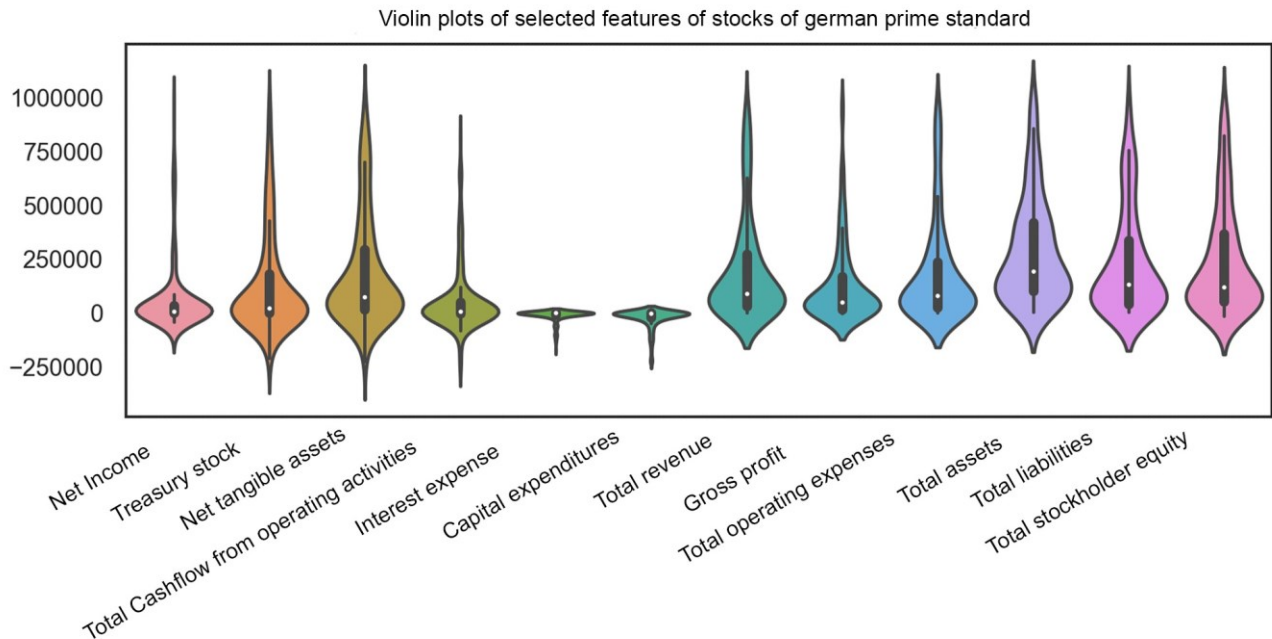 Violin plots of selected features of stocks of german prime standard
1000000
750000
500000
250000
0
−250000
Net Income
Treasury stock
Net tangible assets
Total Cashflow from operating activities
Interest expense
Capital expenditures
Total revenue
Gross profit
Total operating expenses
Total assets
Total liabilities
Total stockholder equity